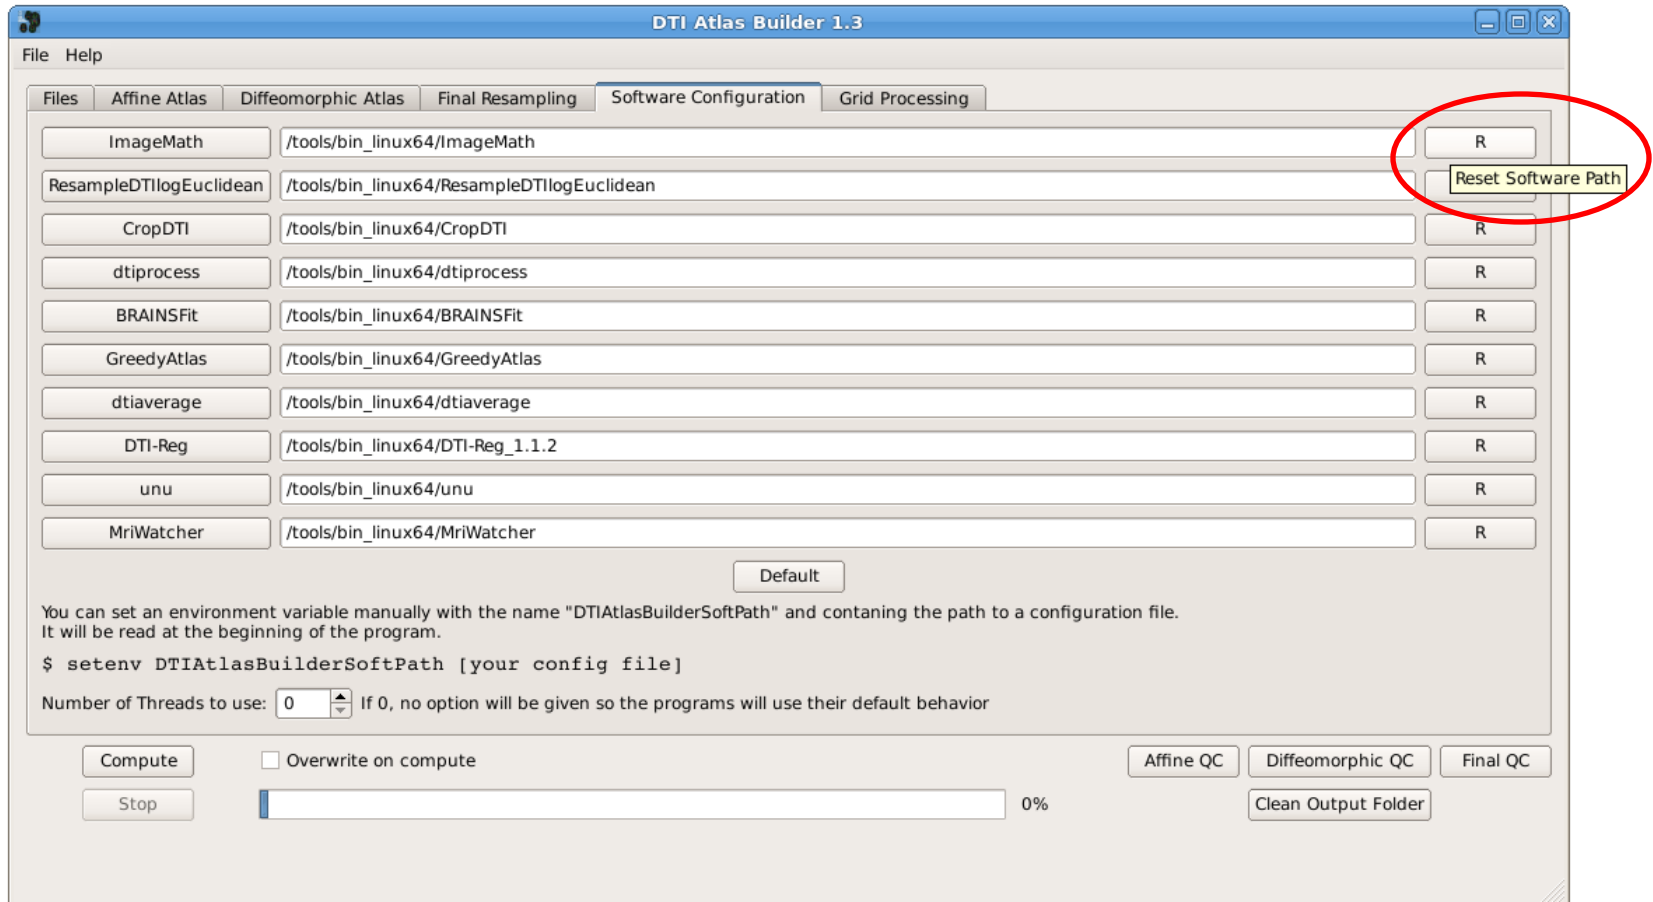 DTI Atlas Builder 1.3
File Help
Files Affine Atlas Diffeomorphic Atlas Final Resampling Software Configuration Grid Processing
ImageMath /tools/bin_linux64/ImageMath R
Reset Software Path
ResampleDTIlogEuclidean /tools/bin_linux64/ResampleDTIlogEuclidean
CropDTI /tools/bin_linux64/CropDTI R
dtiprocess /tools/bin_linux64/dtiprocess R
BRAINSFit /tools/bin_linux64/BRAINSFit R
GreedyAtlas /tools/bin_linux64/GreedyAtlas R
dtiaverage /tools/bin_linux64/dtiaverage R
DTI-Reg /tools/bin_linux64/DTI-Reg_1.1.2 R
unu /tools/bin_linux64/unu R
MriWatcher /tools/bin_linux64/MriWatcher R
Default
You can set an environment variable manually with the name "DTIAtlasBuilderSoftPath" and contaning the path to a configuration file.
It will be read at the beginning of the program.
$ setenv DTIAtlasBuilderSoftPath [your config file]
Number of Threads to use: 0 If 0, no option will be given so the programs will use their default behavior
Compute Overwrite on compute Affine QC Diffeomorphic QC Final QC
Stop 0% Clean Output Folder